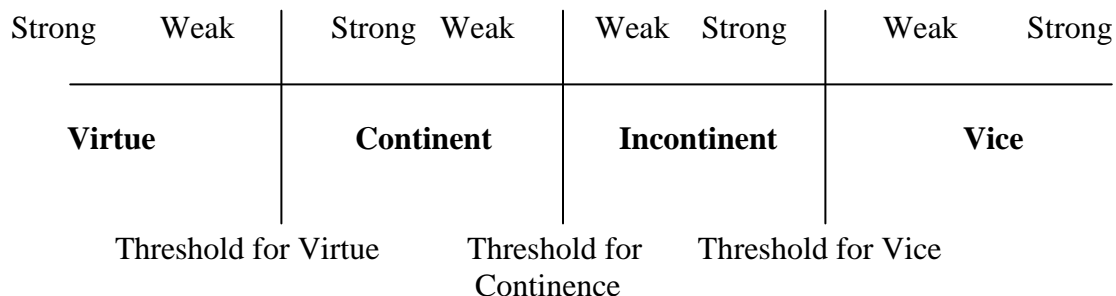 Strong Weak Strong Weak Weak Strong Weak Strong
Virtue Continent Incontinent Vice
Threshold for Virtue Threshold for Threshold for Vice
Continence